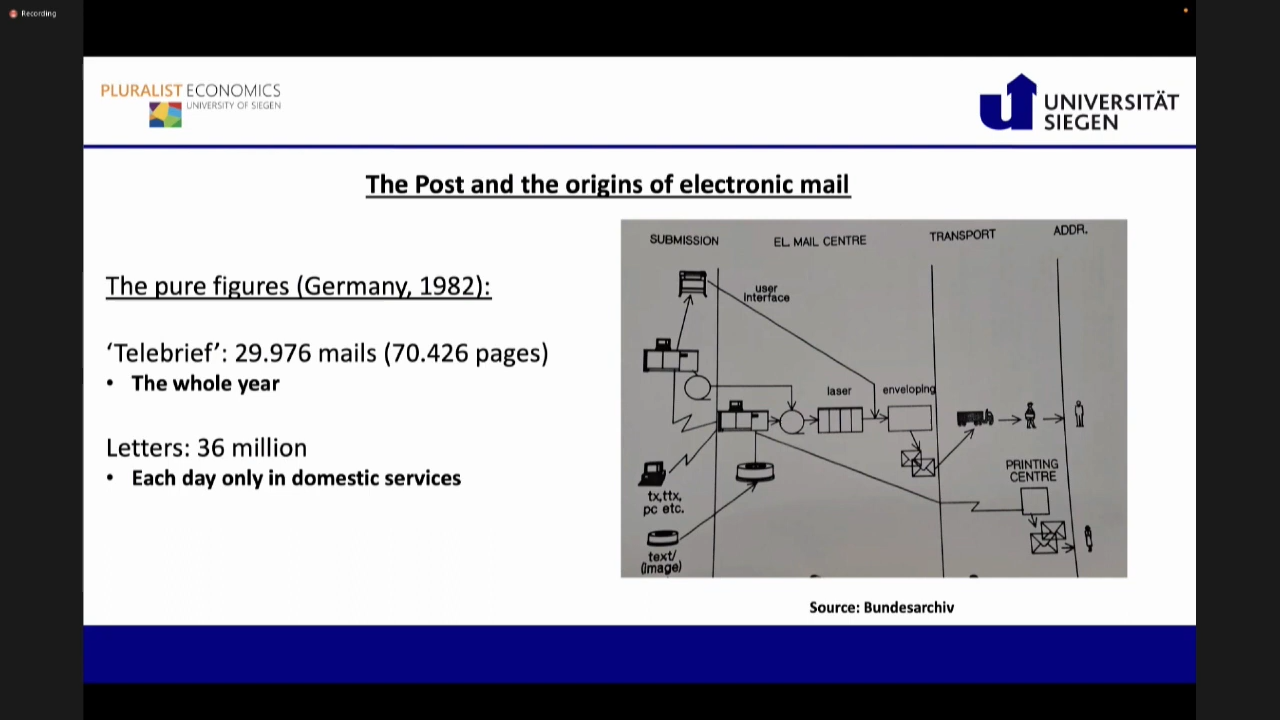 Recording
PLURALIST ECONOMICS
UNIVERSITY OF SIEGEN
UNIVERSITÄT
SIEGEN
The Post and the origins of electronic mail
The pure figures (Germany, 1982):
‘Telebrief’: 29.976 mails (70.426 pages)
• The whole year
Letters: 36 million
• Each day only in domestic services
SUBMISSION
EL. MAIL CENTRE
TRANSPORT
ADDR.
user
interface
laser
enveloping
tx,ttx,
pc etc.
text/
(image)
PRINTING
CENTRE
Source: Bundesarchiv